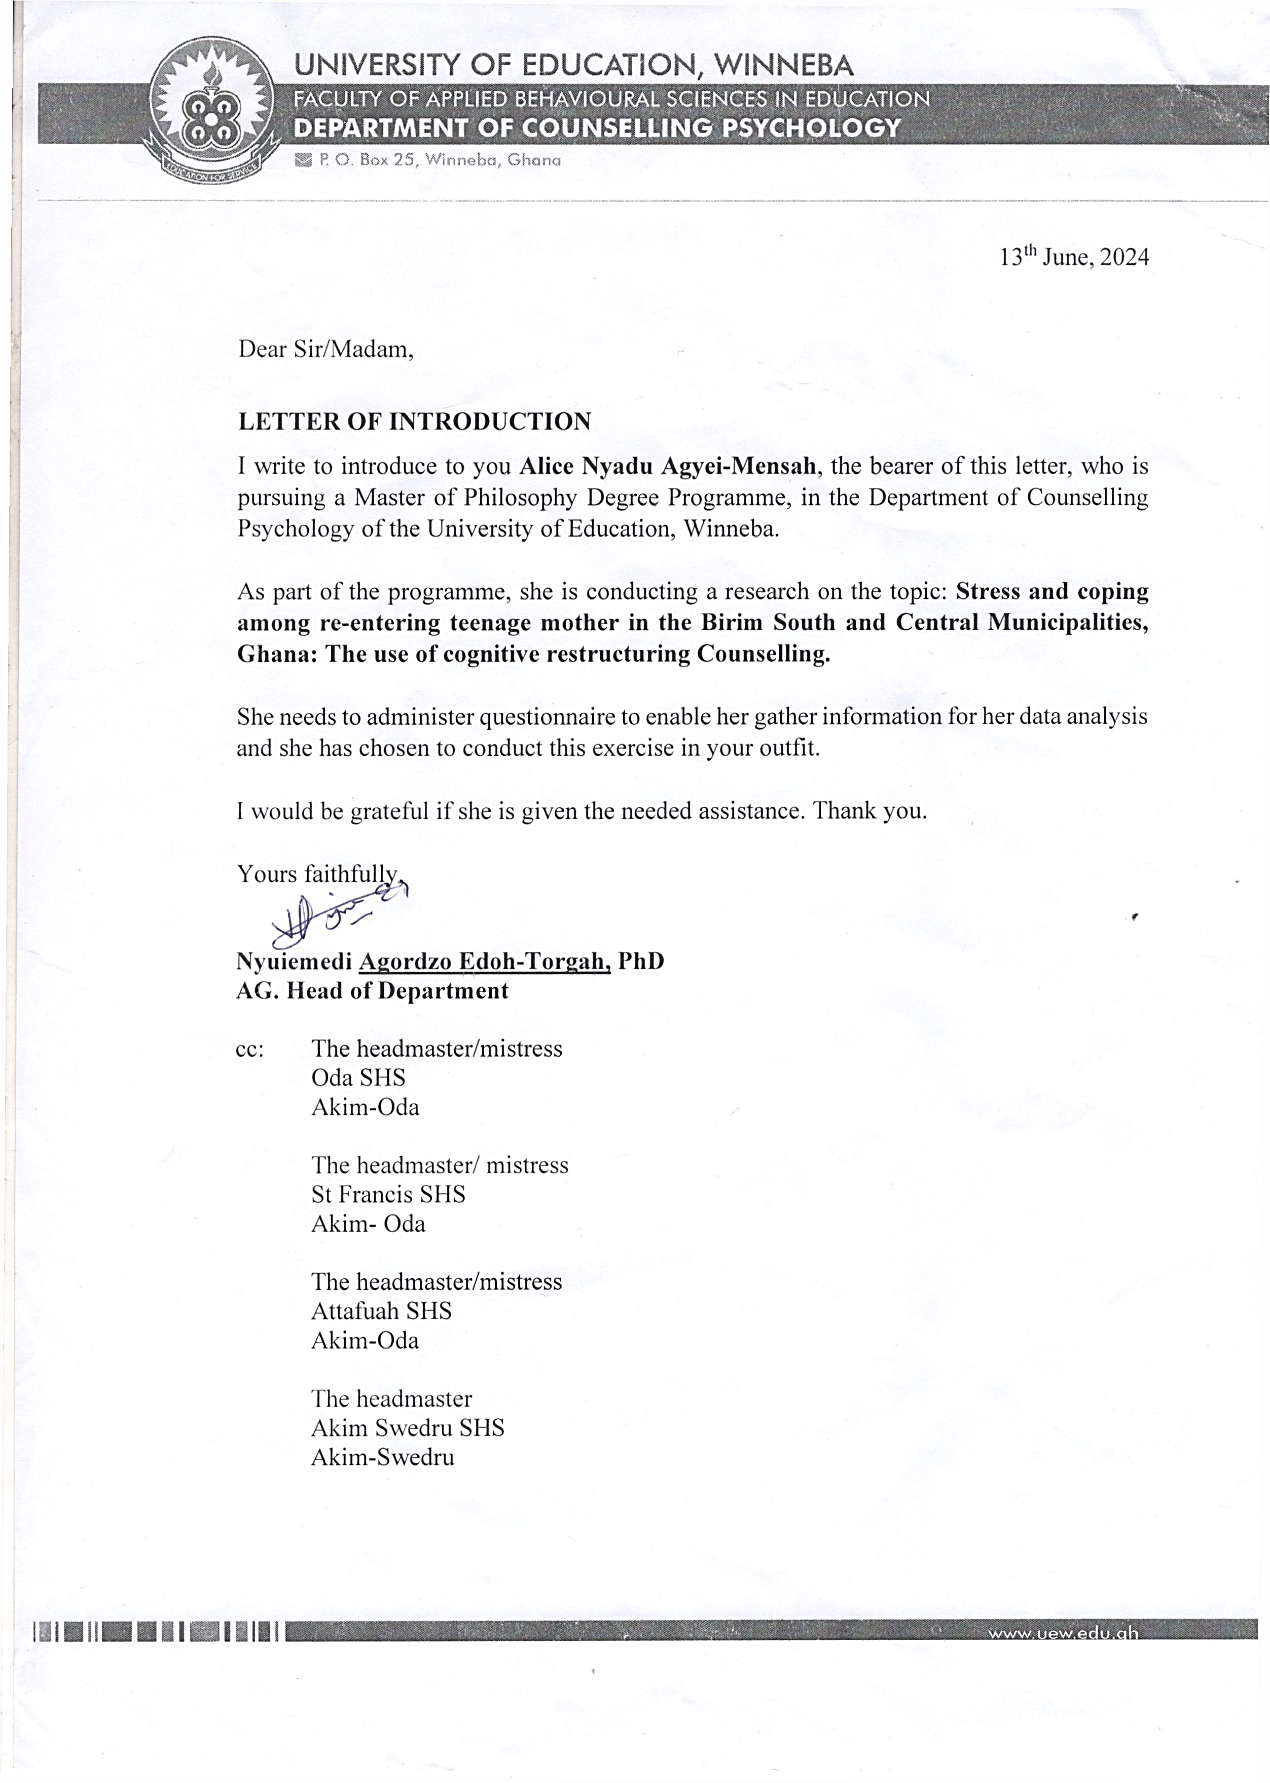 UNIVERSITY OF EDUCATION, WINNEBA
FACULTY OF APPLIED BEHAVIOURAL SCIENCES IN EDUCATION
DEPARTMENT OF COUNSELLING PSYCHOLOGY
P. O. Box 25, Winneba, Ghana
EDUCATION FOR SERVICE
13th June, 2024
Dear Sir/Madam,
LETTER OF INTRODUCTION
I write to introduce to you Alice Nyadu Agyei-Mensah, the bearer of this letter, who is
pursuing a Master of Philosophy Degree Programme, in the Department of Counselling
Psychology of the University of Education, Winneba.
As part of the programme, she is conducting a research on the topic: Stress and coping
among re-entering teenage mother in the Birim South and Central Municipalities,
Ghana: The use of cognitive restructuring Counselling.
She needs to administer questionnaire to enable her gather information for her data analysis
and she has chosen to conduct this exercise in your outfit.
I would be grateful if she is given the needed assistance. Thank you.
Yours faithfully,
Nyuiemedi Agordzo Edoh-Torgah, PhD
AG. Head of Department
cc: The headmaster/mistress
Oda SHS
Akim-Oda
The headmaster/ mistress
St Francis SHS
Akim- Oda
The headmaster/mistress
Attafuah SHS
Akim-Oda
The headmaster
Akim Swedru SHS
Akim-Swedru
www.uew.edu.gh